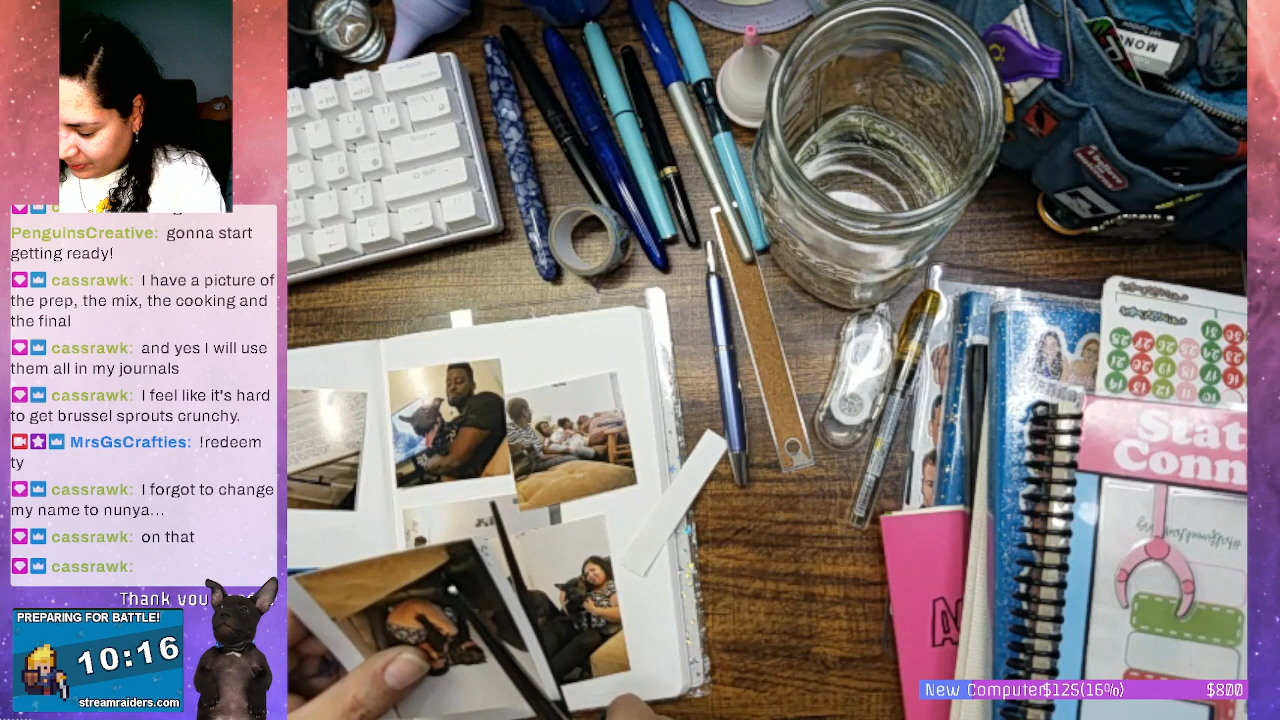 PenguinsCreative: gonna start
getting ready!
cassrawk: I have a picture of
the prep, the mix, the cooking and
the final
cassrawk: and yes I will use
them all in my journals
cassrawk: I feel like it's hard
to get brussel sprouts crunchy.
MrsGsCrafties: !redeem
ty
cassrawk: I forgot to change
my name to nunya...
cassrawk: on that
cassrawk:
Thank you
PREPARING FOR BATTLE!
10:16
streamraiders.com
MON
Stat
Conn
New Computer $125(16%) $800